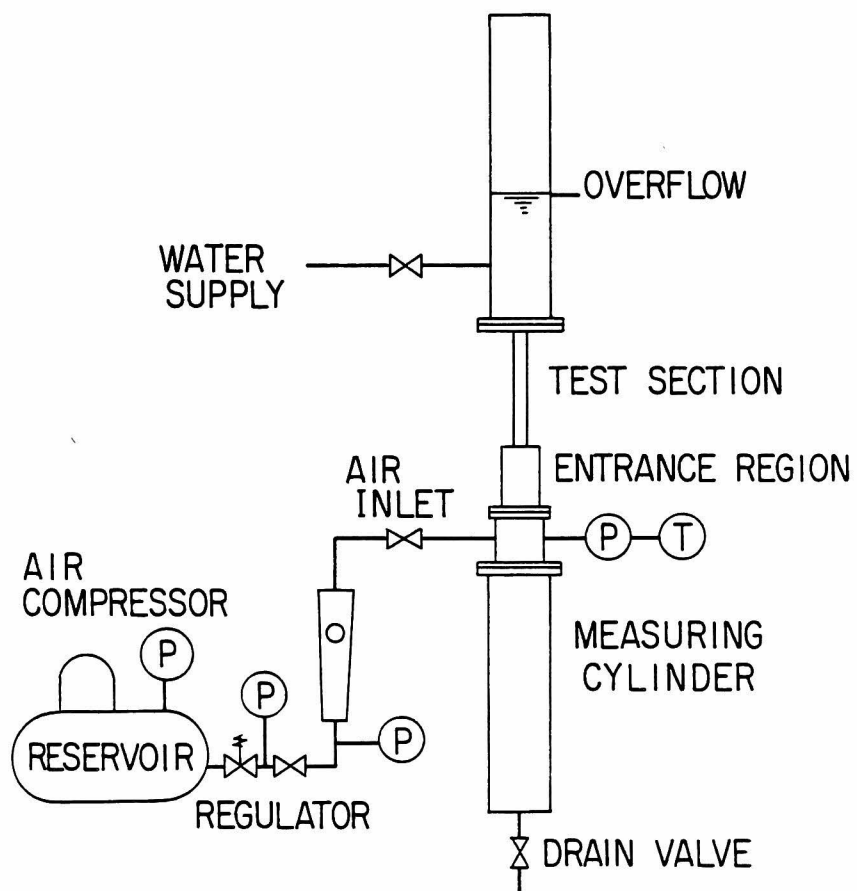 OVERFLOW
WATER
SUPPLY
TEST SECTION
ENTRANCE REGION
AIR
INLET
P
T
AIR
COMPRESSOR
P
P
P
RESERVOIR
REGULATOR
MEASURING
CYLINDER
DRAIN VALVE